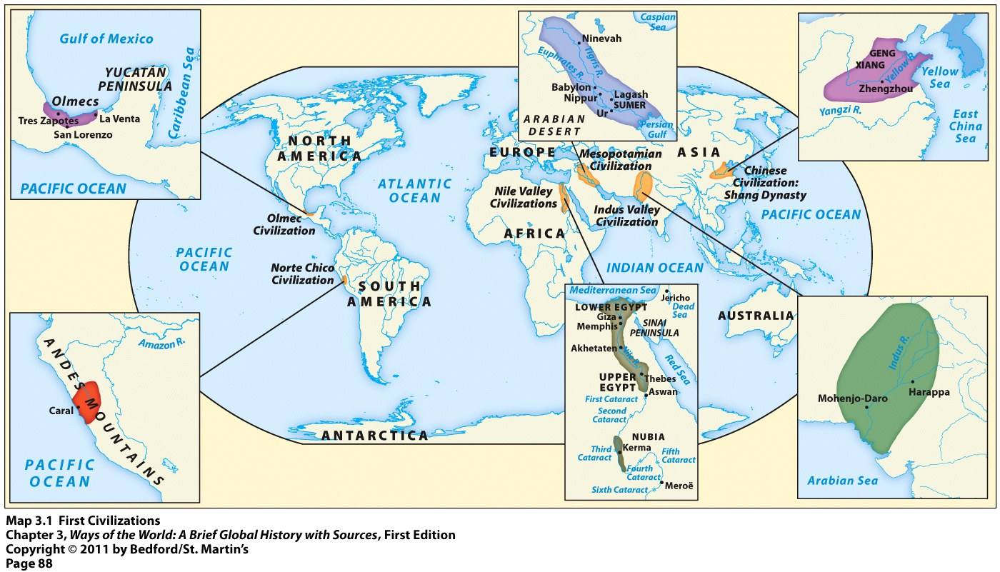 Gulf of Mexico
YUCATÁN
PENINSULA
Caribbean Sea
Olmecs
Tres Zapotes
La Venta
San Lorenzo
PACIFIC OCEAN
Caspian
Sea
Ninevah
Tigris R.
Euphrates R.
Babylon
Nippur
Lagash
SUMER
Ur
ARABIAN
DESERT
Persian
Gulf
GENG
XIANG
Yellow R.
Zhengzhou
Yellow
Sea
Yangzi R.
East
China
Sea
NORTH
AMERICA
ATLANTIC
OCEAN
EUROPE
ASIA
Mesopotamian
Civilization
Nile Valley
Civilizations
Indus Valley
Civilization
Chinese
Civilization:
Shang Dynasty
PACIFIC OCEAN
AFRICA
Olmec
Civilization
PACIFIC
OCEAN
Norte Chico
Civilization
SOUTH
AMERICA
INDIAN OCEAN
AUSTRALIA
ANTARCTICA
Amazon R.
ANDES MOUNTAINS
Caral
PACIFIC
OCEAN
Mediterranean Sea
Jericho
Dead
Sea
LOWER EGYPT
Giza
Memphis
SINAI
PENINSULA
Akhetaten
Nile R.
Red Sea
UPPER
EGYPT
Thebes
Aswan
First Cataract
Second
Cataract
NUBIA
Kerma
Third
Cataract
Fifth
Cataract
Fourth
Cataract
Sixth Cataract
Meroë
Indus R.
Harappa
Mohenjo-Daro
Arabian Sea
Map 3.1 First Civilizations
Chapter 3, Ways of the World: A Brief Global History with Sources, First Edition
Copyright © 2011 by Bedford/St. Martin's
Page 88